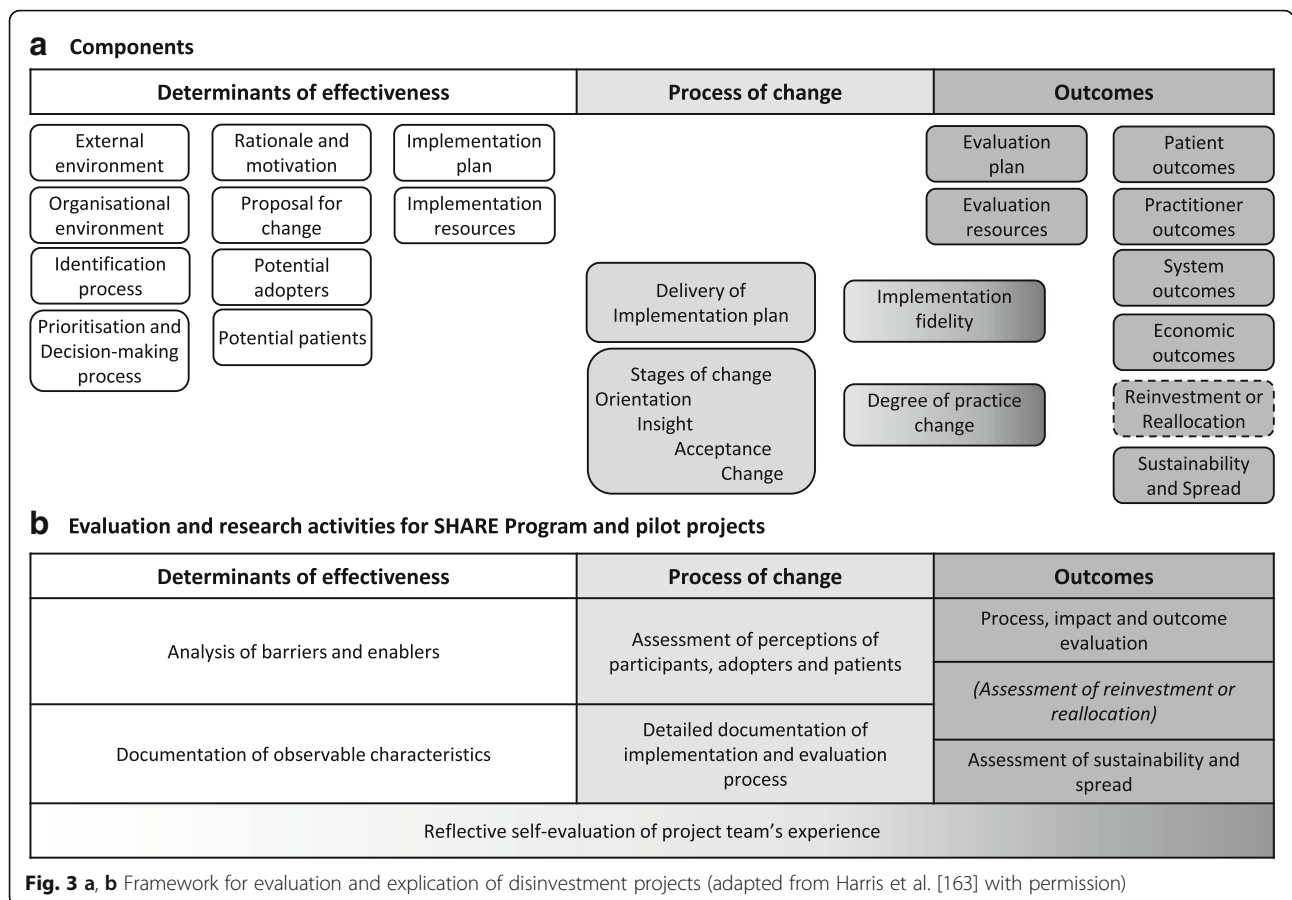 a Components
Determines of effectiveness
Process of change
Outcomes
External
environment
Organisational
environment
Identification
process
Prioritisation and
Decision-making
process
Rationale and
motivation
Proposal for
change
Potential
adopters
Potential patients
Implementation
plan
Implementation
resources
Delivery of
Implementation plan
Stages of change
Orientation
Insight
Acceptance
Change
Implementation
fidelity
Degree of practice
change
Evaluation
plan
Evaluation
resources
Patient
outcomes
Practitioner
outcomes
System
outcomes
Economic
outcomes
Reinvestment or
Reallocation
Sustainability
and Spread
b Evaluation and research activities for SHARE Program and pilot projects
Determinants of effectiveness
Process of change
Outcomes
Analysis of barriers and enablers
Documentation of observable characteristics
Assessment of perceptions of
participants, adopters and patients
Detailed documentation of
implementation and evaluation
process
Process, impact and outcome
evaluation
(Assessment of reinvestment or
reallocation)
Assessment of sustainability and
spread
Reflective self-evaluation of project team's experience
Fig. 3 a, b Framework for evaluation and explication of disinvestment projects (adapted from Harris et al. [163] with permission)